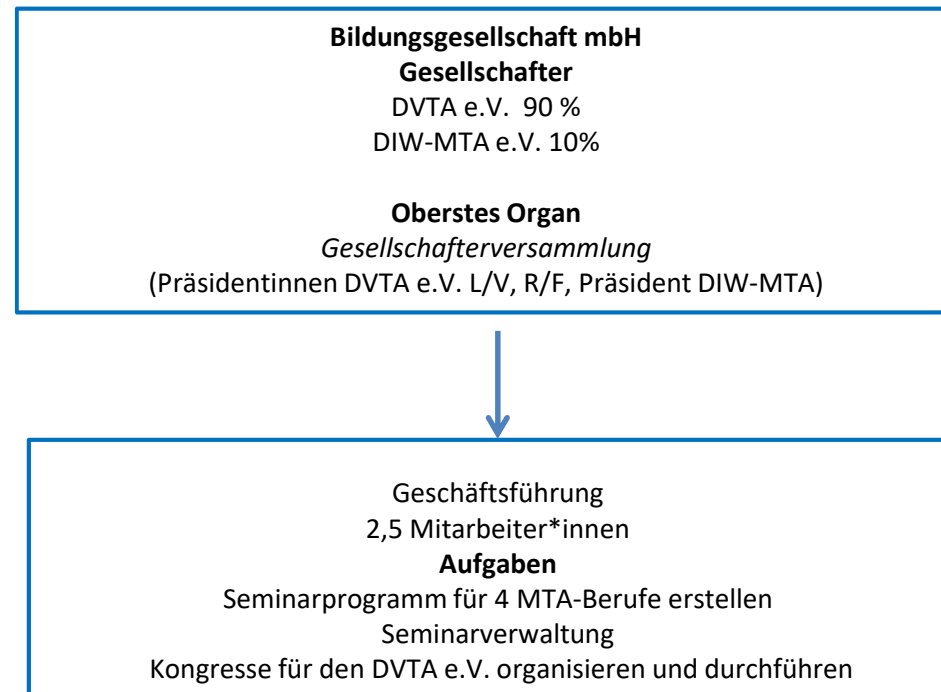 Bildungsgesellschaft mbH
Gesellschafter
DVTA e.V. 90 %
DIW-MTA e.V. 10%
Oberstes Organ
Gesellschafterversammlung
(Präsidentinnen DVTA e.V. L/V, R/F, Präsident DIW-MTA)
Geschäftsführung
2,5 Mitarbeiter*innen
Aufgaben
Seminarprogramm für 4 MTA-Berufe erstellen
Seminarverwaltung
Kongresse für den DVTA e.V. organisieren und durchführen